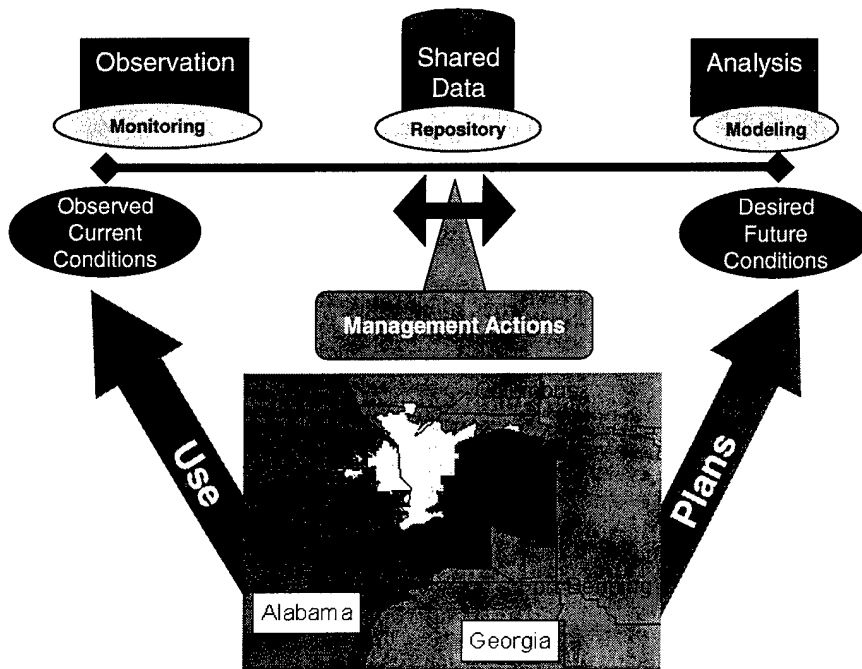 Observation
Shared
Data
Analysis
Monitoring
Repository
Modeling
Observed
Current
Conditions
Desired
Future
Conditions
Management Actions
Use
Plans
Alabama
Georgia